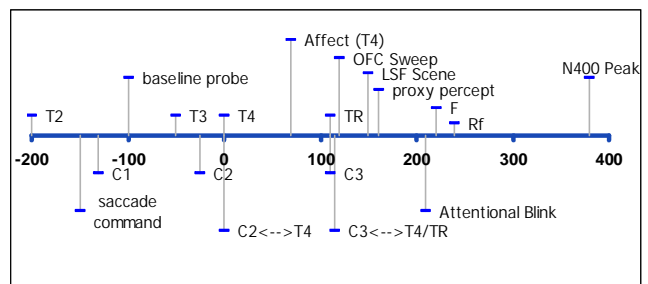 Affect (T4)
OFC Sweep
LSF Scene
N400 Peak
baseline probe
proxy percept
F
T2
T3
T4
TR
Rf
-200
-100
0
100
200
300
400
C1
C2
C3
saccade
command
Attentional Blink
C2<-->T4
C3<-->T4/TR